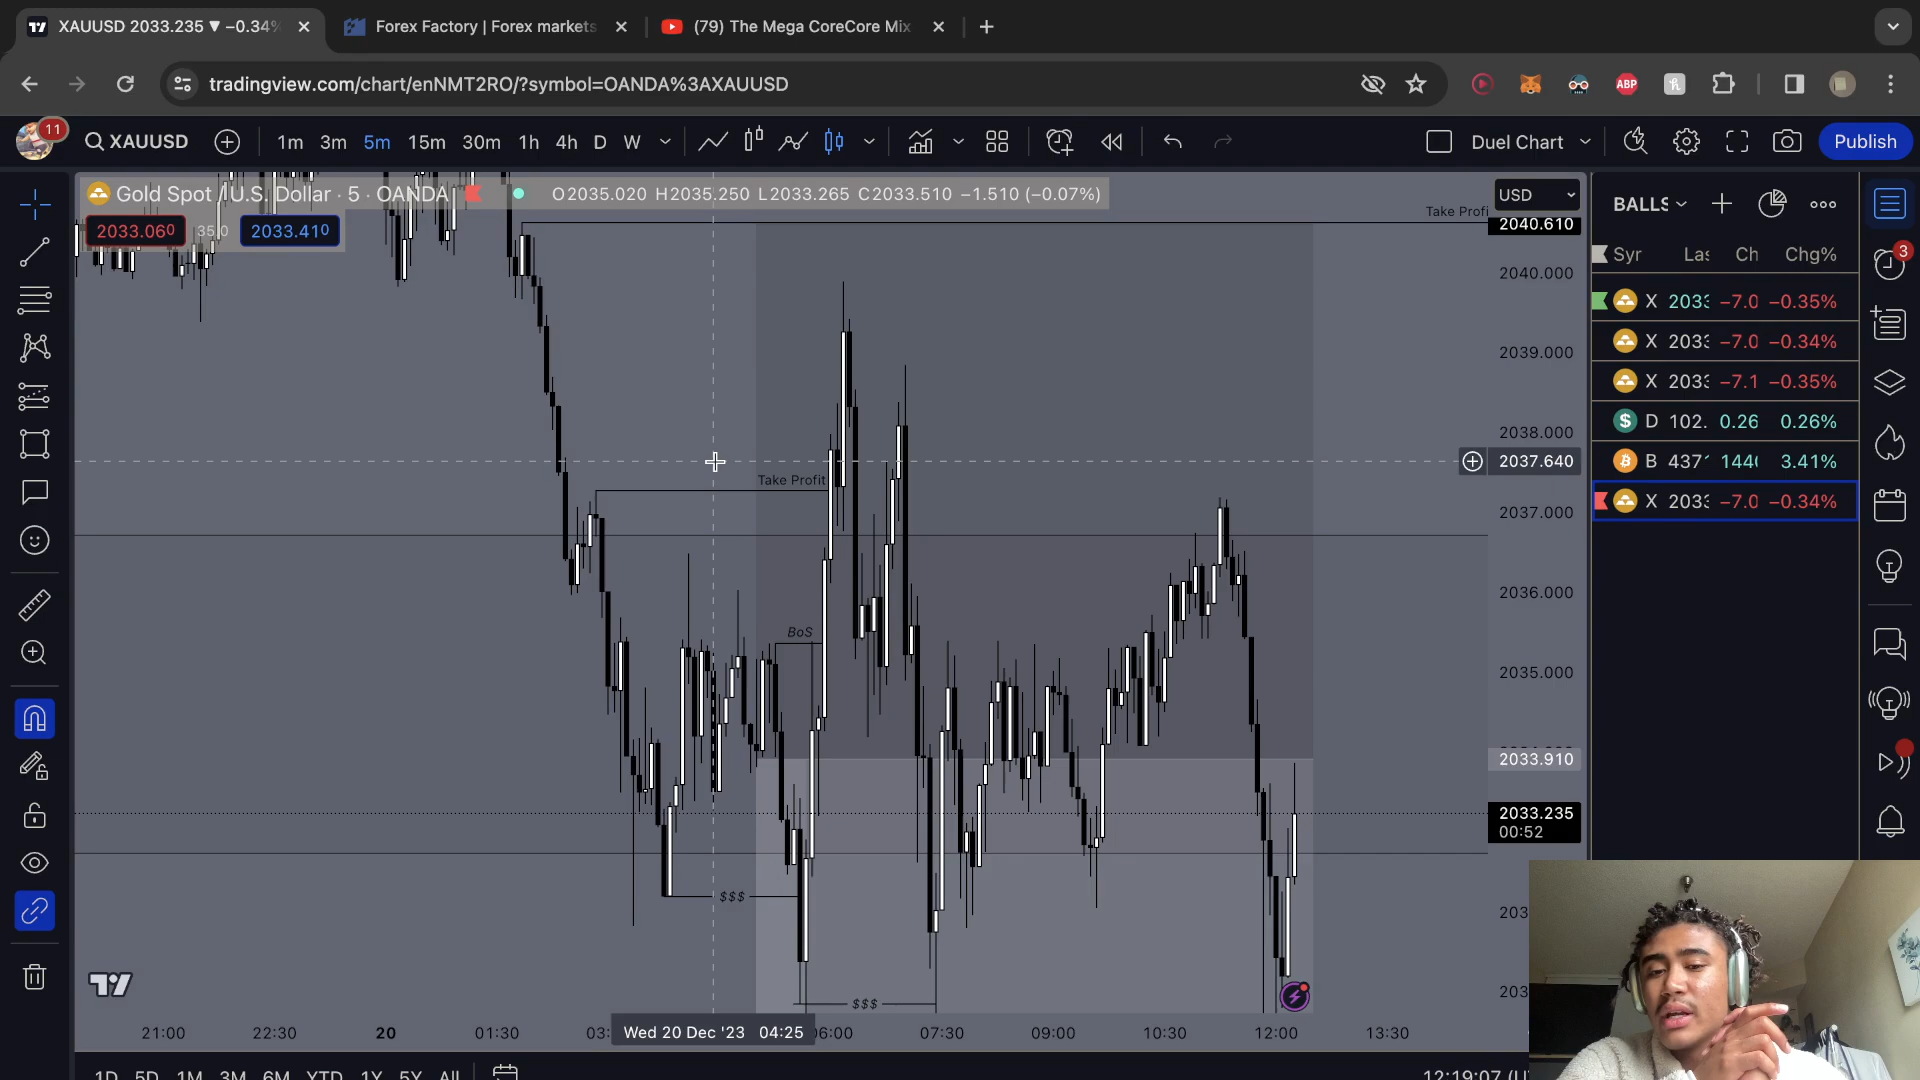 XAUUSD 2033.235 ▼ −0.34%
Forex Factory | Forex markets
(79) The Mega CoreCore Mix
tradingview.com/chart/enNMT2RO/?symbol=OANDA%3AXAUUSD
ABP
11
XAUUSD
1m 3m 5m 15m 30m 1h 4h D W
Duel Chart
Publish
Gold Spot / U.S. Dollar · 5 · OANDA
O2035.020 H2035.250 L2033.265 C2033.510 −1.510 (−0.07%)
2033.060 35.0 2033.410
USD
BALLS
Take Profi
2040.610
Syr Las Ch Chg%
3
2040.000
X 2033 −7.0 −0.35%
X 2033 −7.0 −0.34%
2039.000
X 2033 −7.1 −0.35%
D 102. 0.26 0.26%
2038.000
B 4371 1440 3.41%
2037.640
Take Profit
X 2033 −7.0 −0.34%
2037.000
2036.000
BoS
2035.000
2033.910
2033.235
00:52
$$$
203
$$$
203
21:00 22:30 20 01:30 03: Wed 20 Dec '23 04:25 06:00 07:30 09:00 10:30 12:00 13:30
1D 5D 1M 3M 6M YTD 1Y 5Y All
12:19:07 (U